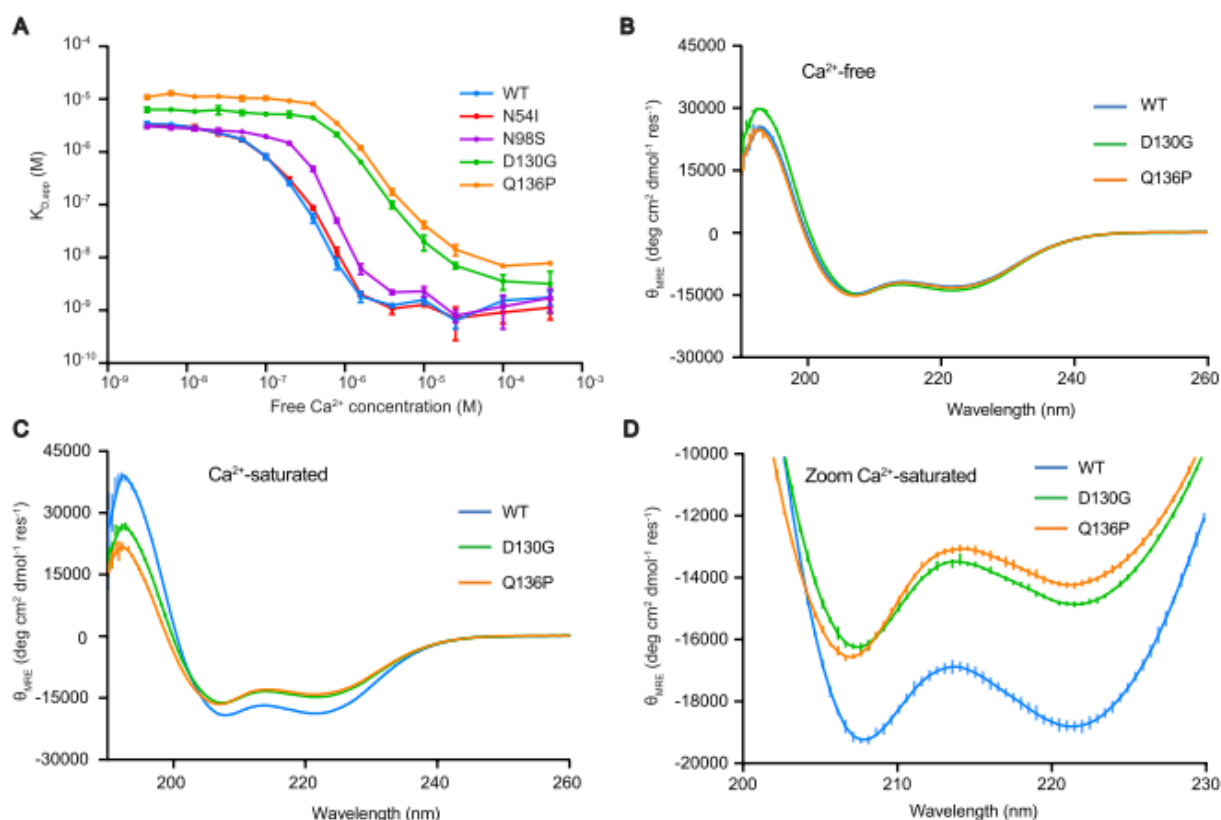 A
10⁻⁴
10⁻⁵
10⁻⁶
10⁻⁷
10⁻⁸
10⁻⁹
10⁻¹⁰
K_D,app (M)
WT
N54I
N98S
D130G
Q136P
10⁻⁹ 10⁻⁸ 10⁻⁷ 10⁻⁶ 10⁻⁵ 10⁻⁴ 10⁻³
Free Ca²⁺ concentration (M)
B
45000
30000
15000
0
-15000
-30000
θ_MRE (deg cm² dmol⁻¹ res⁻¹)
Ca²⁺-free
WT
D130G
Q136P
200 220 240 260
Wavelength (nm)
C
45000
30000
15000
0
-15000
-30000
θ_MRE (deg cm² dmol⁻¹ res⁻¹)
Ca²⁺-saturated
WT
D130G
Q136P
200 220 240 260
Wavelength (nm)
D
-10000
-12000
-14000
-16000
-18000
-20000
θ_MRE (deg cm² dmol⁻¹ res⁻¹)
Zoom Ca²⁺-saturated
WT
D130G
Q136P
200 210 220 230
Wavelength (nm)